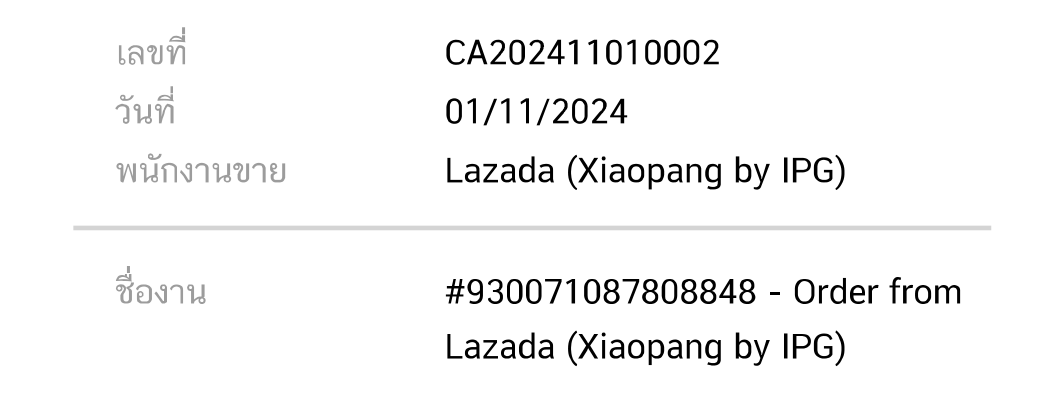 เลขที่ CA202411010002
วันที่ 01/11/2024
พนักงานขาย Lazada (Xiaopang by IPG)
ชื่องาน #930071087808848 - Order from
Lazada (Xiaopang by IPG)